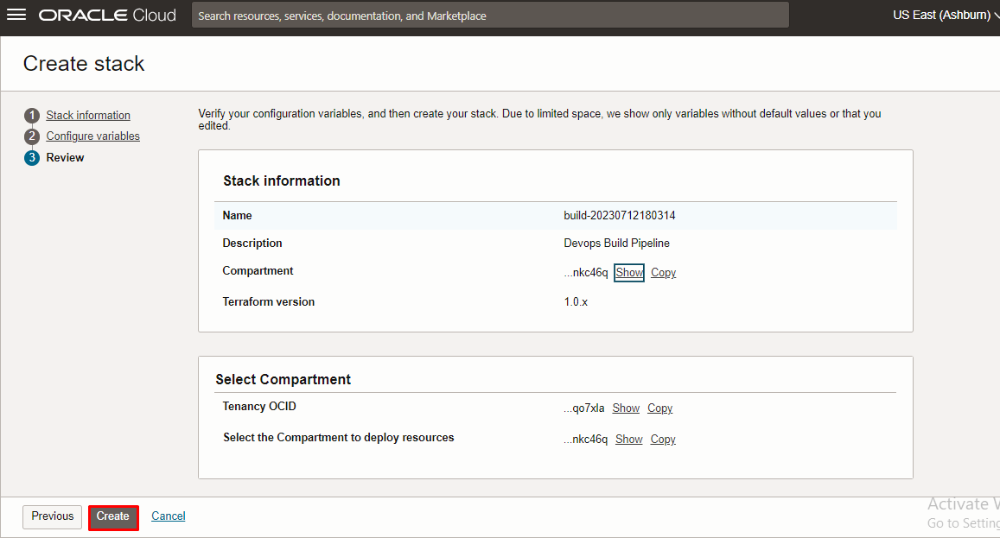 ORACLE Cloud
Search resources, services, documentation, and Marketplace
US East (Ashburn)
Create stack
1 Stack information
2 Configure variables
3 Review
Verify your configuration variables, and then create your stack. Due to limited space, we show only variables without default values or that you
edited.
Stack information
Name build-20230712180314
Description Devops Build Pipeline
Compartment ...nkc46q Show Copy
Terraform version 1.0.x
Select Compartment
Tenancy OCID ...qo7xla Show Copy
Select the Compartment to deploy resources ...nkc46q Show Copy
Previous Create Cancel
Activate
Go to Setting